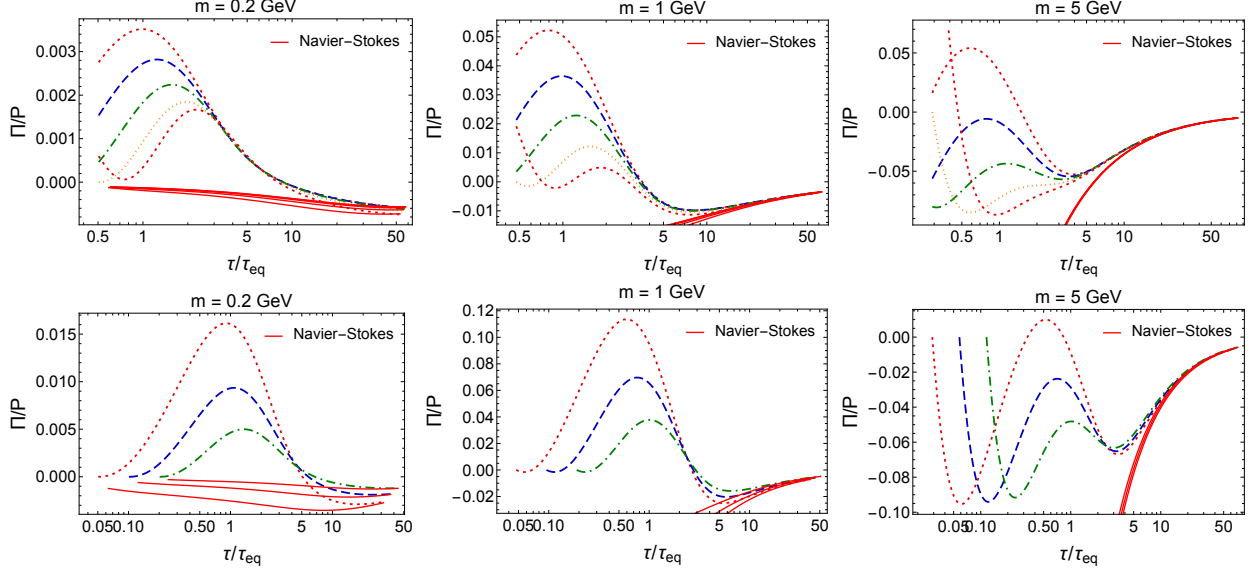 m = 0.2 GeV
Navier−Stokes
Π/P
0.003
0.002
0.001
0.000
0.5 1 5 10 50
τ/τeq
m = 1 GeV
Navier−Stokes
Π/P
0.05
0.04
0.03
0.02
0.01
0.00
−0.01
0.5 1 5 10 50
τ/τeq
m = 5 GeV
Navier−Stokes
Π/P
0.05
−0.00
−0.05
0.5 1 5 10 50
τ/τeq
m = 0.2 GeV
Navier−Stokes
Π/P
0.015
0.010
0.005
0.000
0.05 0.10 0.50 1 5 10 50
τ/τeq
m = 1 GeV
Navier−Stokes
Π/P
0.12
0.10
0.08
0.06
0.04
0.02
−0.00
−0.02
0.05 0.10 0.50 1 5 10 50
τ/τeq
m = 5 GeV
Navier−Stokes
Π/P
−0.00
−0.02
−0.04
−0.06
−0.08
−0.10
0.05 0.10 0.50 1 5 10 50
τ/τeq